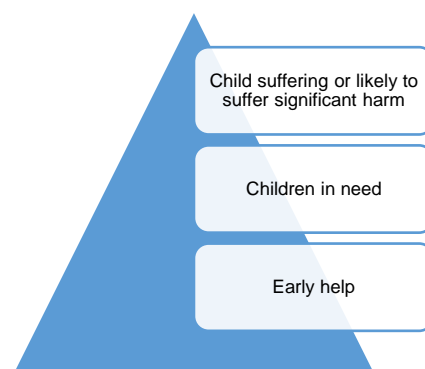 Child suffering or likely to
suffer significant harm
Children in need
Early help